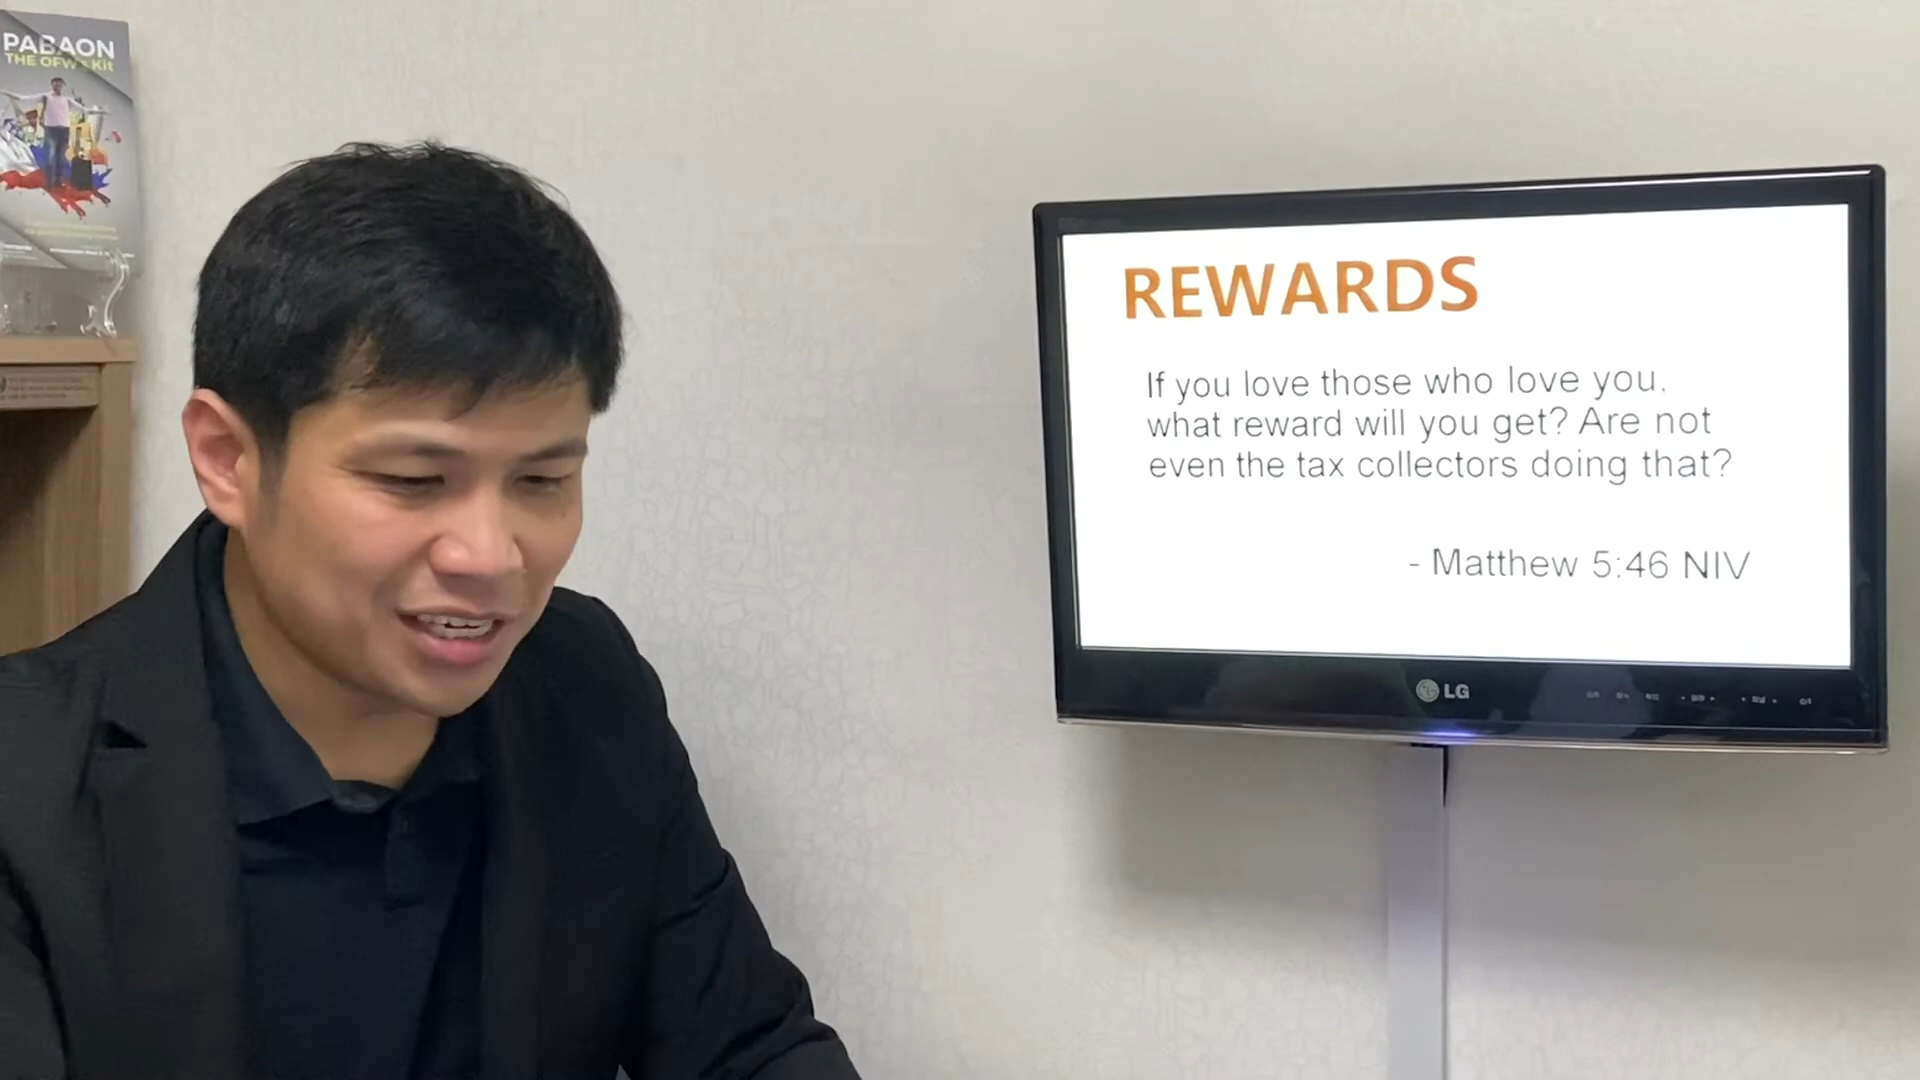 PABAON
THE OFW's Kit
REWARDS
If you love those who love you,
what reward will you get? Are not
even the tax collectors doing that?
- Matthew 5:46 NIV
LG